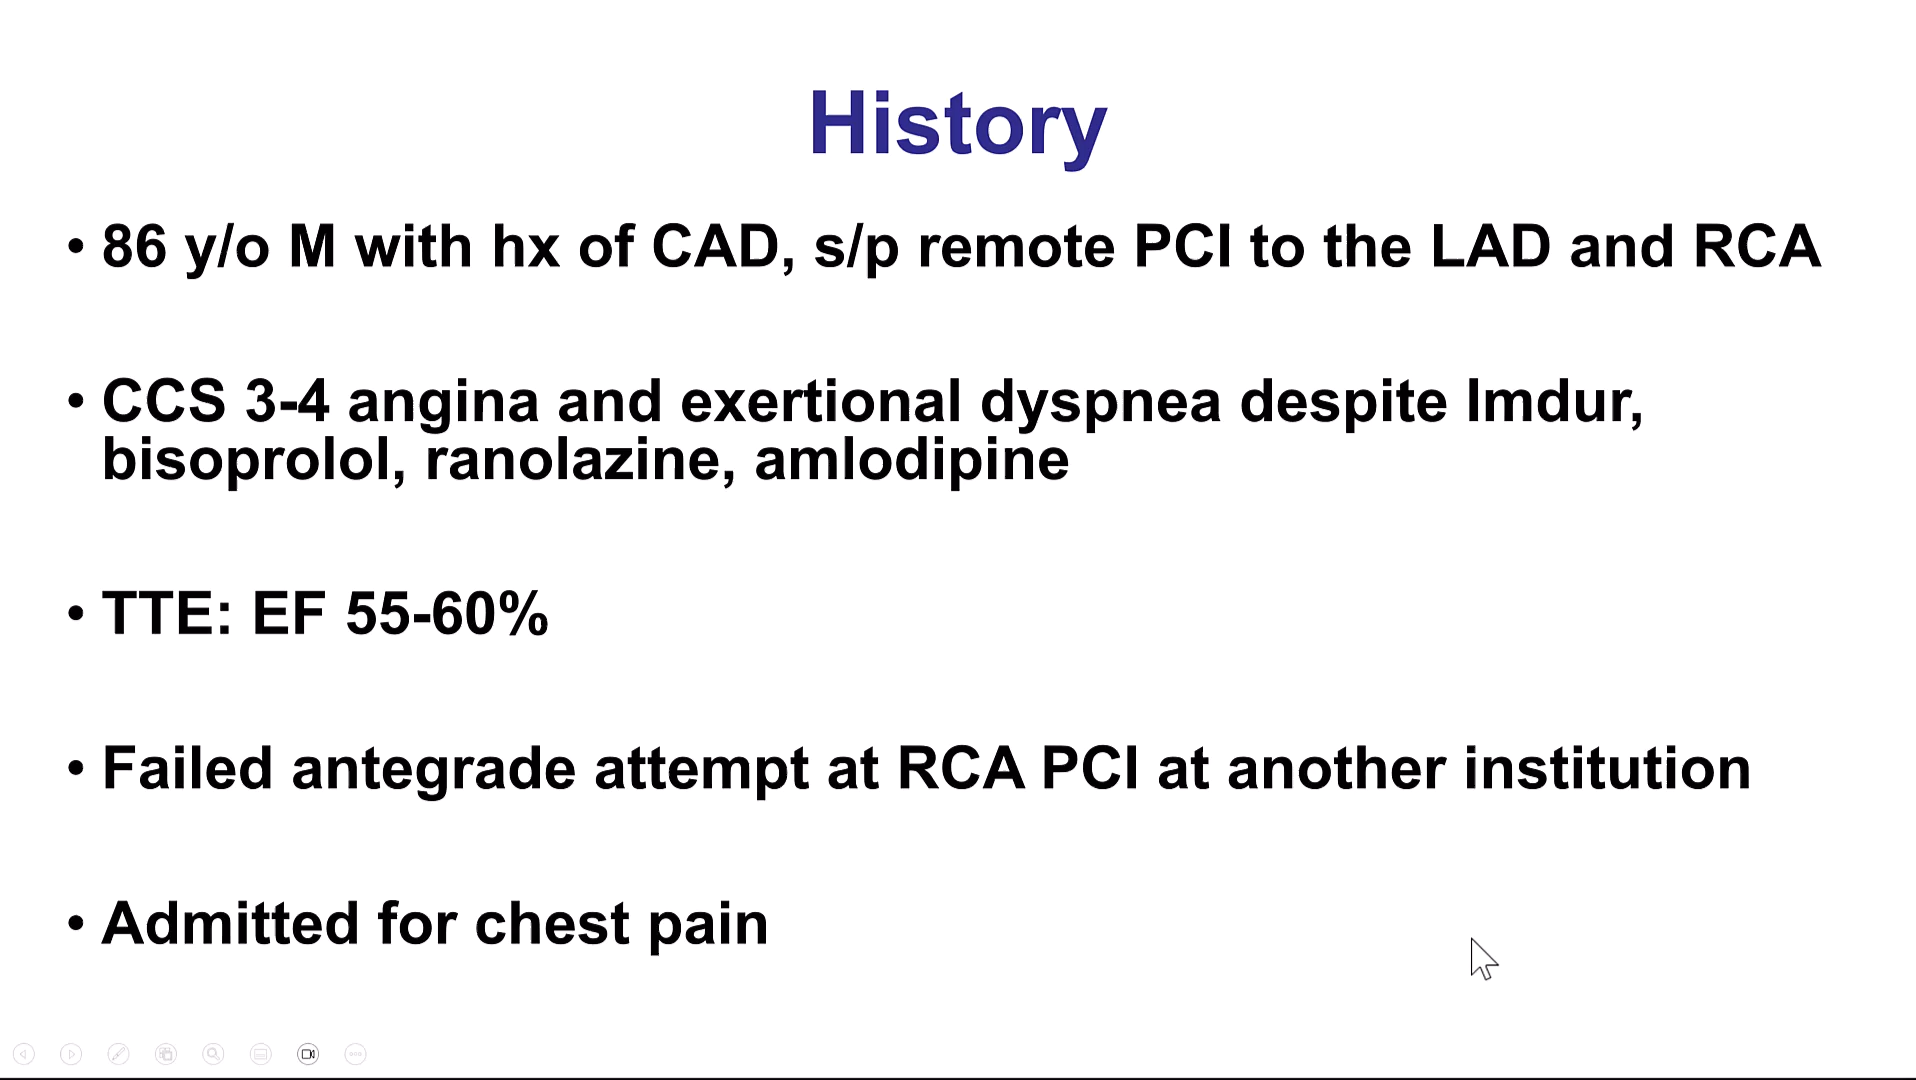 History
• 86 y/o M with hx of CAD, s/p remote PCI to the LAD and RCA
• CCS 3-4 angina and exertional dyspnea despite Imdur,
bisoprolol, ranolazine, amlodipine
• TTE: EF 55-60%
• Failed antegrade attempt at RCA PCI at another institution
• Admitted for chest pain